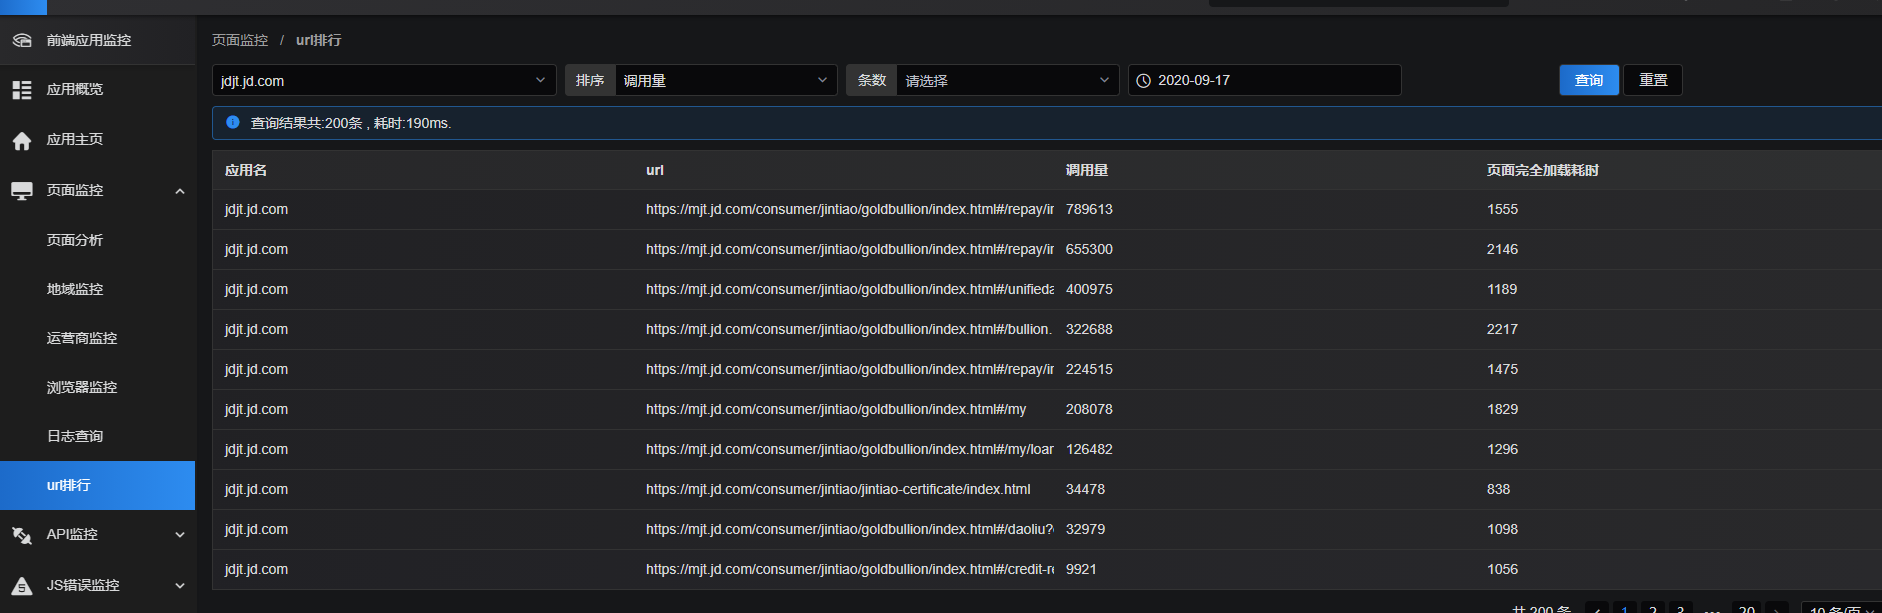 前端应用监控
应用概览
应用主页
页面监控
页面分析
地域监控
运营商监控
浏览器监控
日志查询
url排行
API监控
JS错误监控
页面监控 / url排行
jdjt.jd.com 排序 调用量 条数 请选择 2020-09-17 查询 重置
查询结果共:200条 , 耗时:190ms.
应用名 url 调用量 页面完全加载耗时
jdjt.jd.com https://mjt.jd.com/consumer/jintiao/goldbullion/index.html#/repay/ir 789613 1555
jdjt.jd.com https://mjt.jd.com/consumer/jintiao/goldbullion/index.html#/repay/ir 655300 2146
jdjt.jd.com https://mjt.jd.com/consumer/jintiao/goldbullion/index.html#/unifieda 400975 1189
jdjt.jd.com https://mjt.jd.com/consumer/jintiao/goldbullion/index.html#/bullion. 322688 2217
jdjt.jd.com https://mjt.jd.com/consumer/jintiao/goldbullion/index.html#/repay/ir 224515 1475
jdjt.jd.com https://mjt.jd.com/consumer/jintiao/goldbullion/index.html#/my 208078 1829
jdjt.jd.com https://mjt.jd.com/consumer/jintiao/goldbullion/index.html#/my/loar 126482 1296
jdjt.jd.com https://mjt.jd.com/consumer/jintiao/jintiao-certificate/index.html 34478 838
jdjt.jd.com https://mjt.jd.com/consumer/jintiao/goldbullion/index.html#/daoliu? 32979 1098
jdjt.jd.com https://mjt.jd.com/consumer/jintiao/goldbullion/index.html#/credit-re 9921 1056
共 200 条 1 2 3 ••• 20 10 条/页